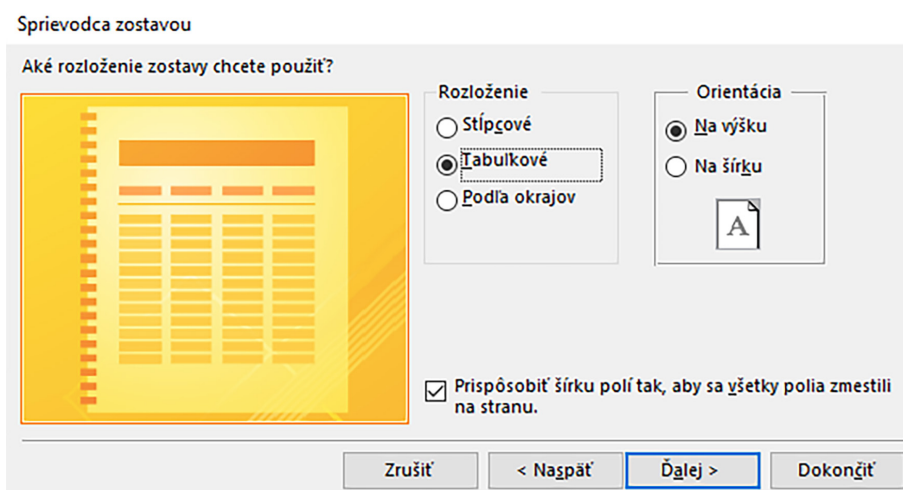 Sprievodca zostavou
Aké rozloženie zostavy chcete použiť?
Rozloženie
Stĺpcové
Tabuľkové
Podľa okrajov
Orientácia
Na výšku
Na šírku
A
Prispôsobiť šírku polí tak, aby sa všetky polia zmestili
na stranu.
Zrušiť
< Naspäť
Ďalej >
Dokončiť